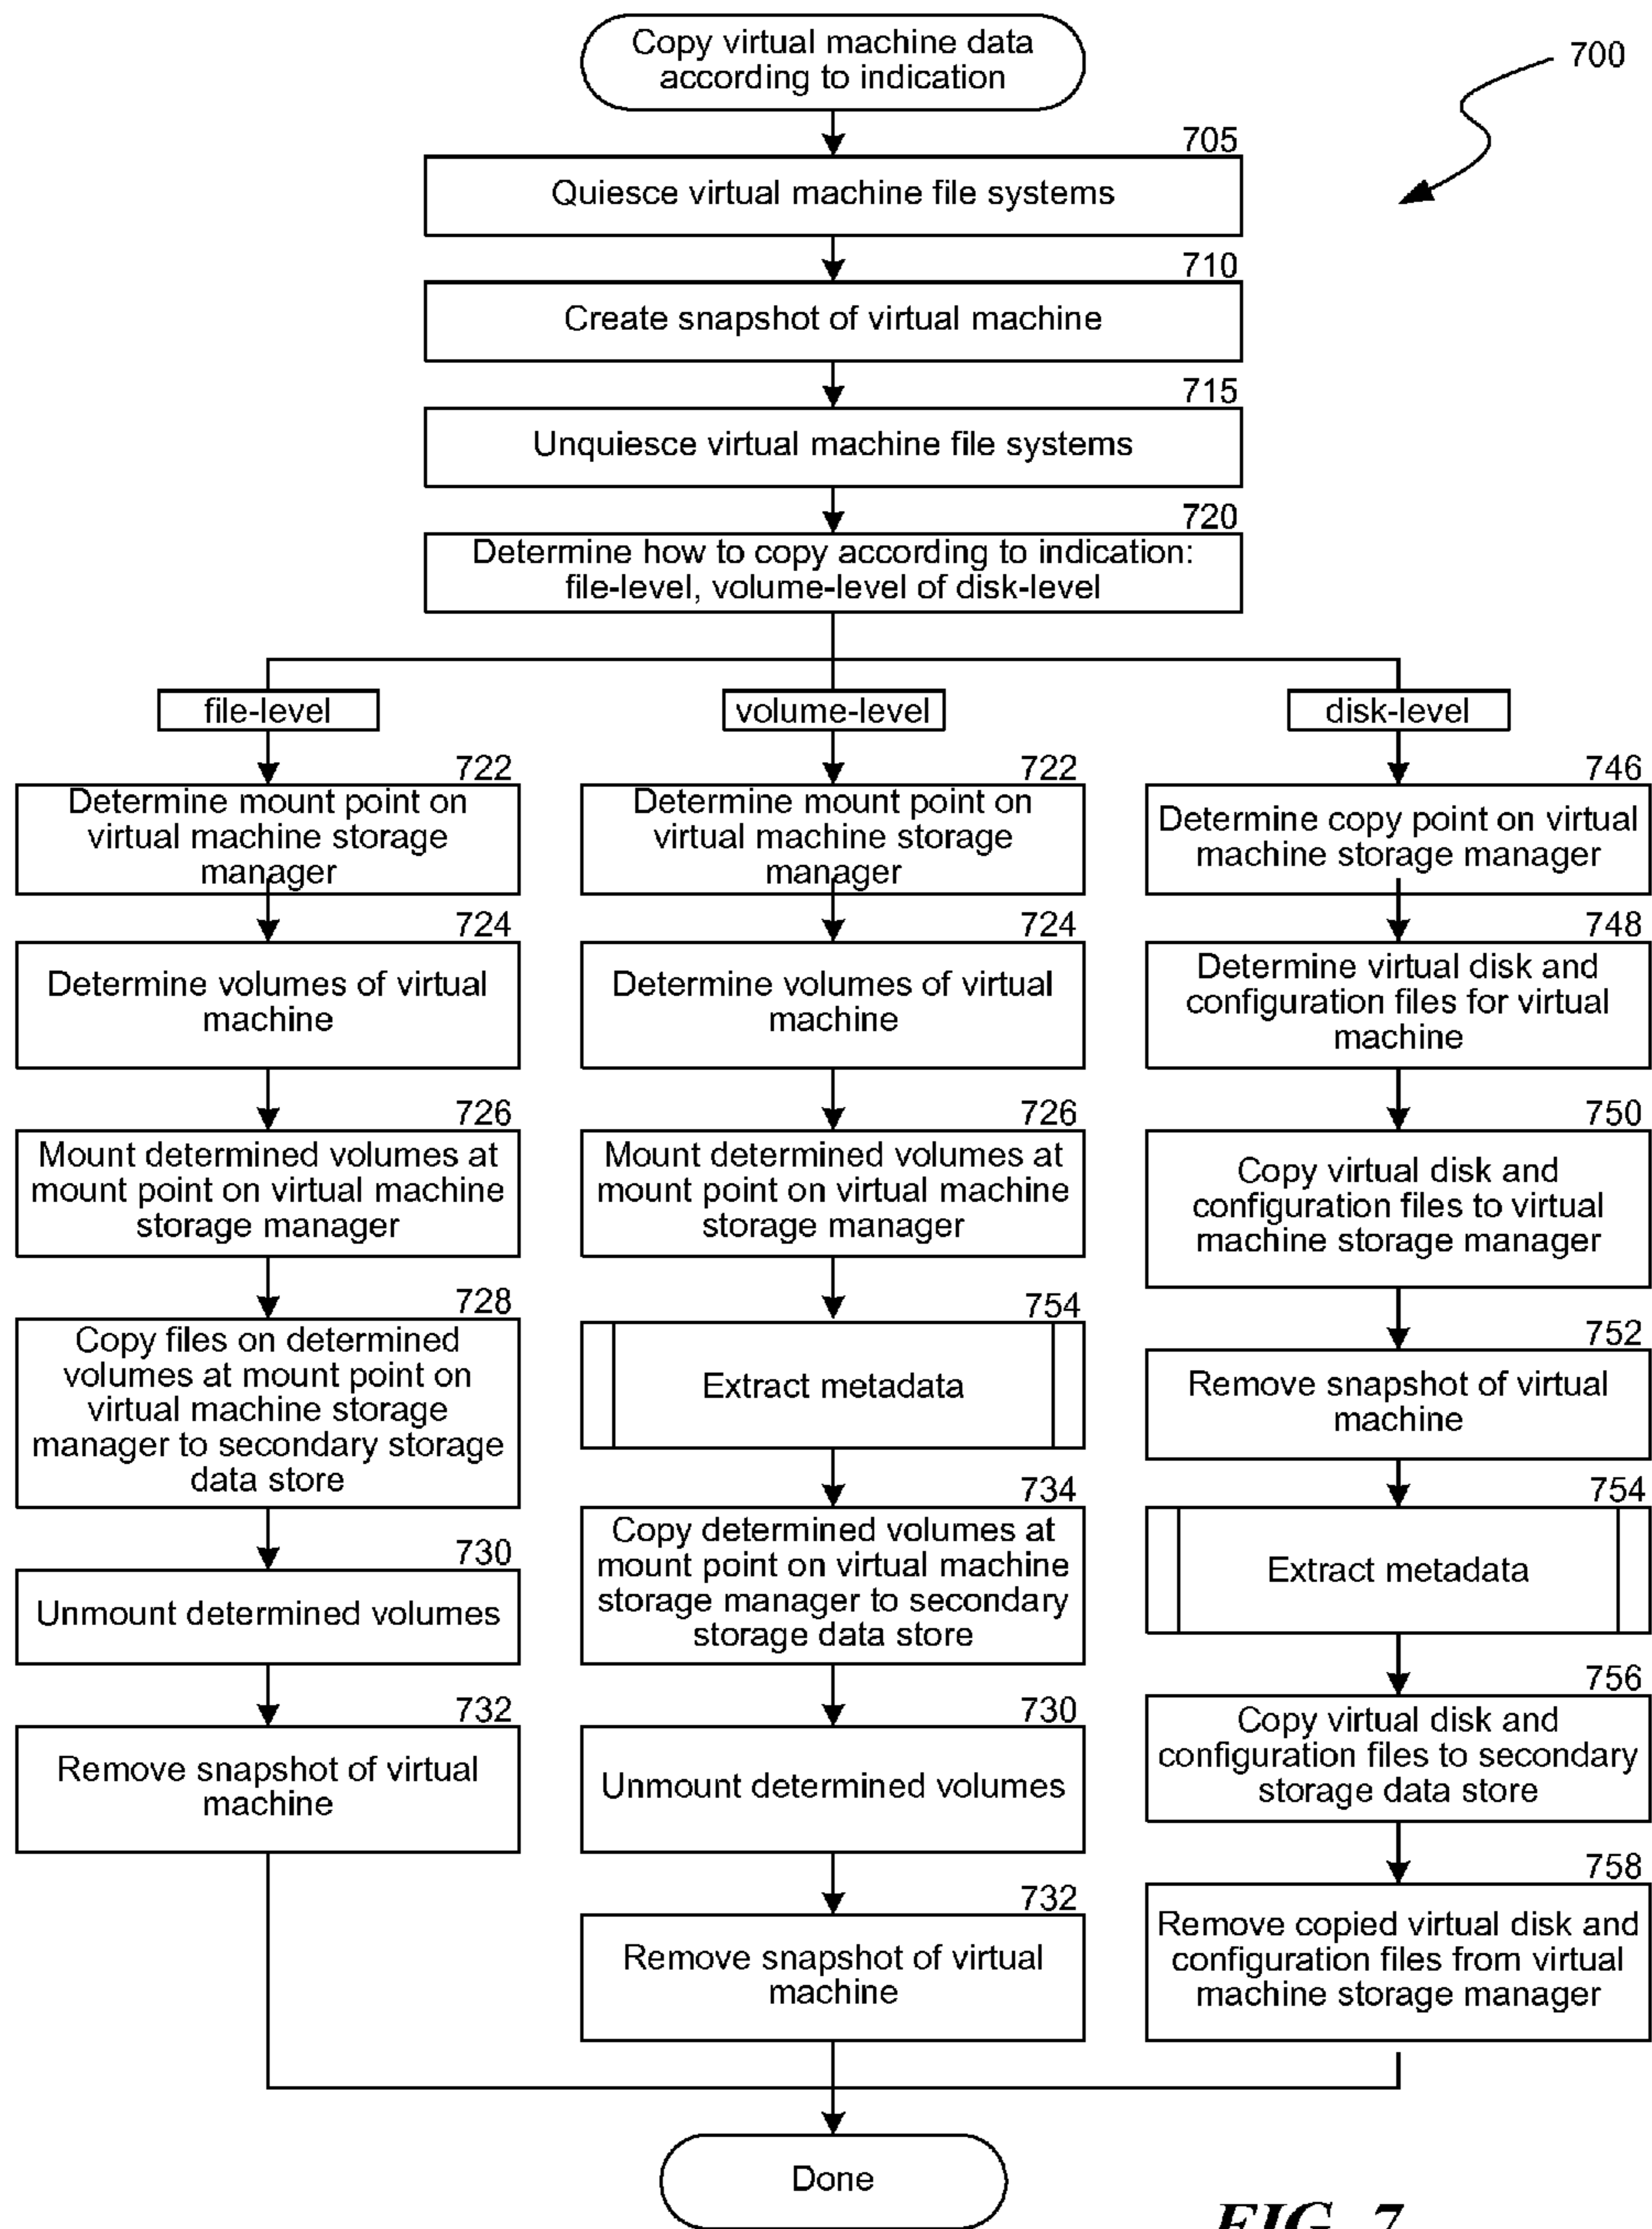 Copy virtual machine data
according to indication
700
705
Quiesce virtual machine file systems
710
Create snapshot of virtual machine
715
Unquiesce virtual machine file systems
720
Determine how to copy according to indication:
file-level, volume-level of disk-level
file-level
722
Determine mount point on
virtual machine storage
manager
724
Determine volumes of virtual
machine
726
Mount determined volumes at
mount point on virtual machine
storage manager
728
Copy files on determined
volumes at mount point on
virtual machine storage
manager to secondary storage
data store
730
Unmount determined volumes
732
Remove snapshot of virtual
machine
volume-level
722
Determine mount point on
virtual machine storage
manager
724
Determine volumes of virtual
machine
726
Mount determined volumes at
mount point on virtual machine
storage manager
754
Extract metadata
734
Copy determined volumes at
mount point on virtual machine
storage manager to secondary
storage data store
730
Unmount determined volumes
732
Remove snapshot of virtual
machine
disk-level
746
Determine copy point on virtual
machine storage manager
748
Determine virtual disk and
configuration files for virtual
machine
750
Copy virtual disk and
configuration files to virtual
machine storage manager
752
Remove snapshot of virtual
machine
754
Extract metadata
756
Copy virtual disk and
configuration files to secondary
storage data store
758
Remove copied virtual disk and
configuration files from virtual
machine storage manager
Done
FIG. 7